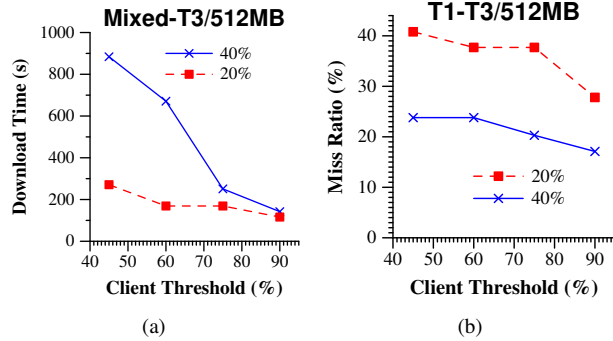 Mixed-T3/512MB
Download Time (s)
1000
800
600
400
200
0
40%
20%
40 50 60 70 80 90
Client Threshold (%)
(a)
T1-T3/512MB
Miss Ratio (%)
40
20
0
20%
40%
40 50 60 70 80 90
Client Threshold (%)
(b)